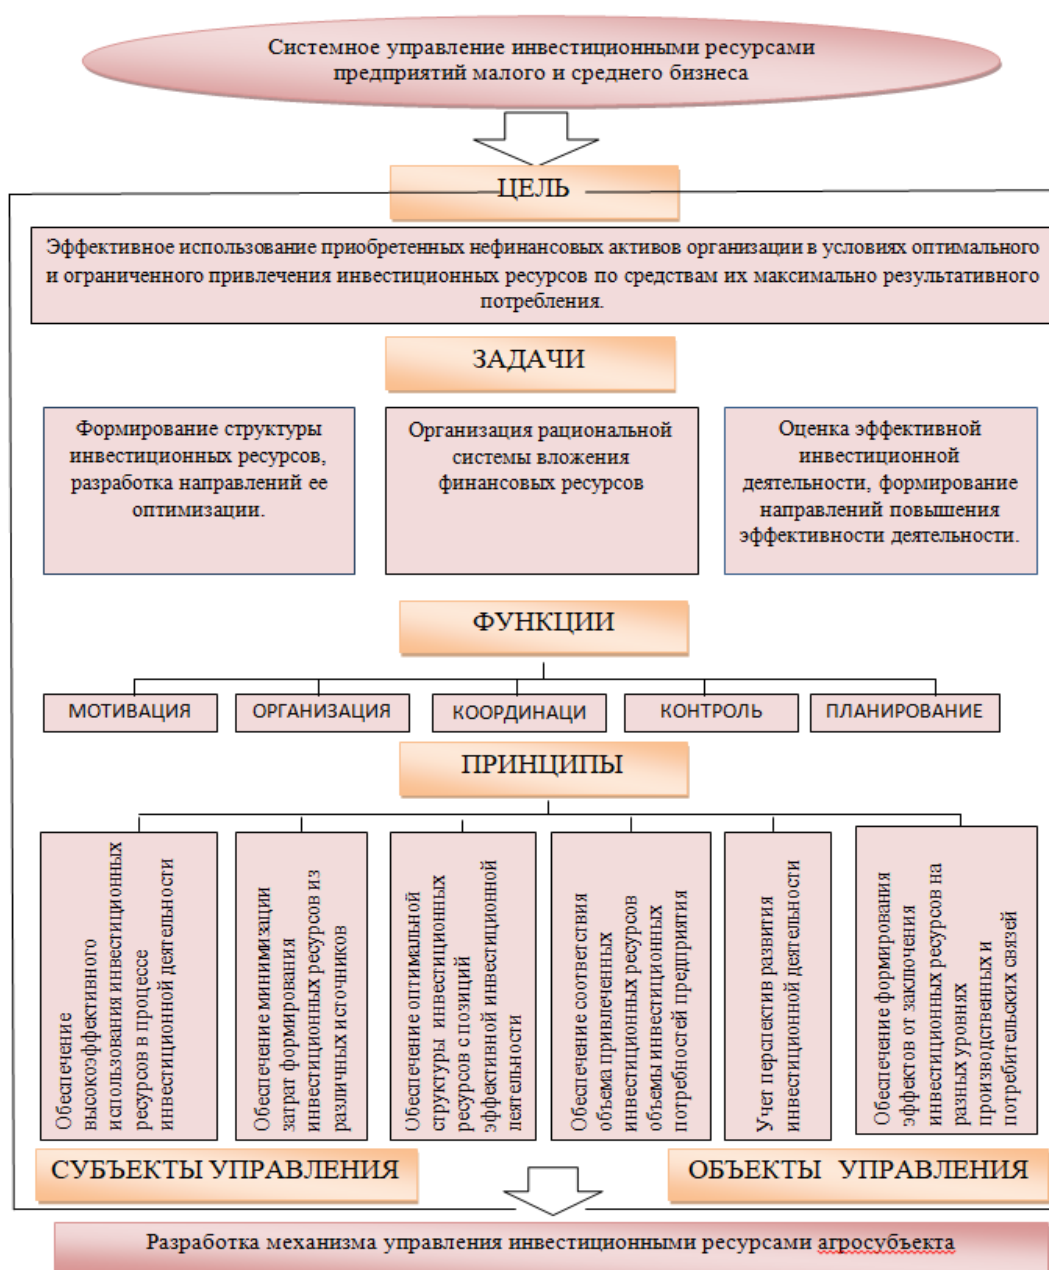 Системное управление инвестиционными ресурсами
предприятий малого и среднего бизнеса
ЦЕЛЬ
Эффективное использование приобретенных нефинансовых активов организации в условиях оптимального
и ограниченного привлечения инвестиционных ресурсов по средствам их максимально результативного
потребления.
ЗАДАЧИ
Формирование структуры
инвестиционных ресурсов,
разработка направлений ее
оптимизации.
Организация рациональной
системы вложения
финансовых ресурсов
Оценка эффективной
инвестиционной
деятельности, формирование
направлений повышения
эффективности деятельности.
ФУНКЦИИ
МОТИВАЦИЯ
ОРГАНИЗАЦИЯ
КООРДИНАЦИ
КОНТРОЛЬ
ПЛАНИРОВАНИЕ
ПРИНЦИПЫ
Обеспечение
высокоэффективного
использования инвестиционных
ресурсов в процессе
инвестиционной деятельности
Обеспечение минимизации
затрат формирования
инвестиционных ресурсов из
различных источников
Обеспечение оптимальной
структуры инвестиционных
ресурсов с позиций
эффективной инвестиционной
деятельности
Обеспечение соответствия
объема привлеченных
инвестиционных ресурсов
объемы инвестиционных
потребностей предприятия
Учет перспектив развития
инвестиционной деятельности
Обеспечение формирования
эффектов от заключения
инвестиционных ресурсов на
разных уровнях
производственных и
потребительских связей
СУБЪЕКТЫ УПРАВЛЕНИЯ
ОБЪЕКТЫ УПРАВЛЕНИЯ
Разработка механизма управления инвестиционными ресурсами агросубъекта